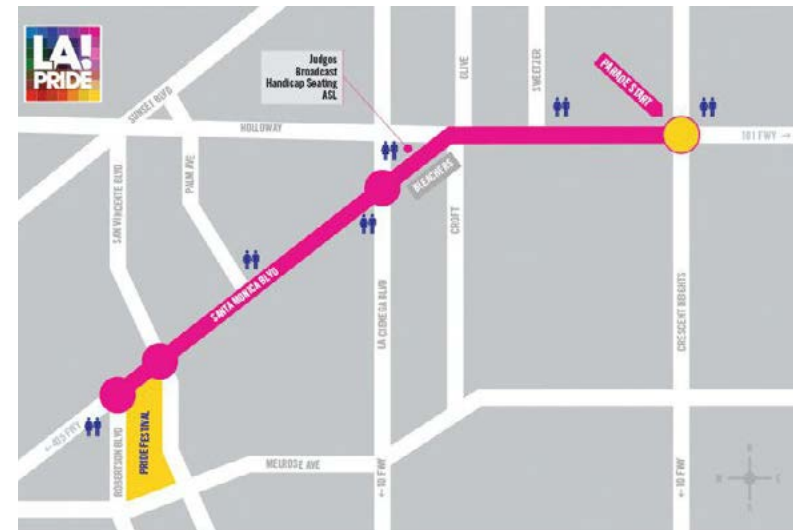 LA!
PRIDE
Judges
Broadcast
Handicap Seating
ASL
OLIVE
SWEETZER
PARADE START
SUNSET BLVD
HOLLOWAY
101 FWY →
BLEACHERS
PALM AVE
SAN VINCENTE BLVD
CROFT
SANTA MONICA BLVD
LA CIENEGA BLVD
CRESCENT HEIGHTS
← 405 FWY
ROBERTSON BLVD
PRIDE FESTIVAL
MELROSE AVE
← 10 FWY
← 10 FWY